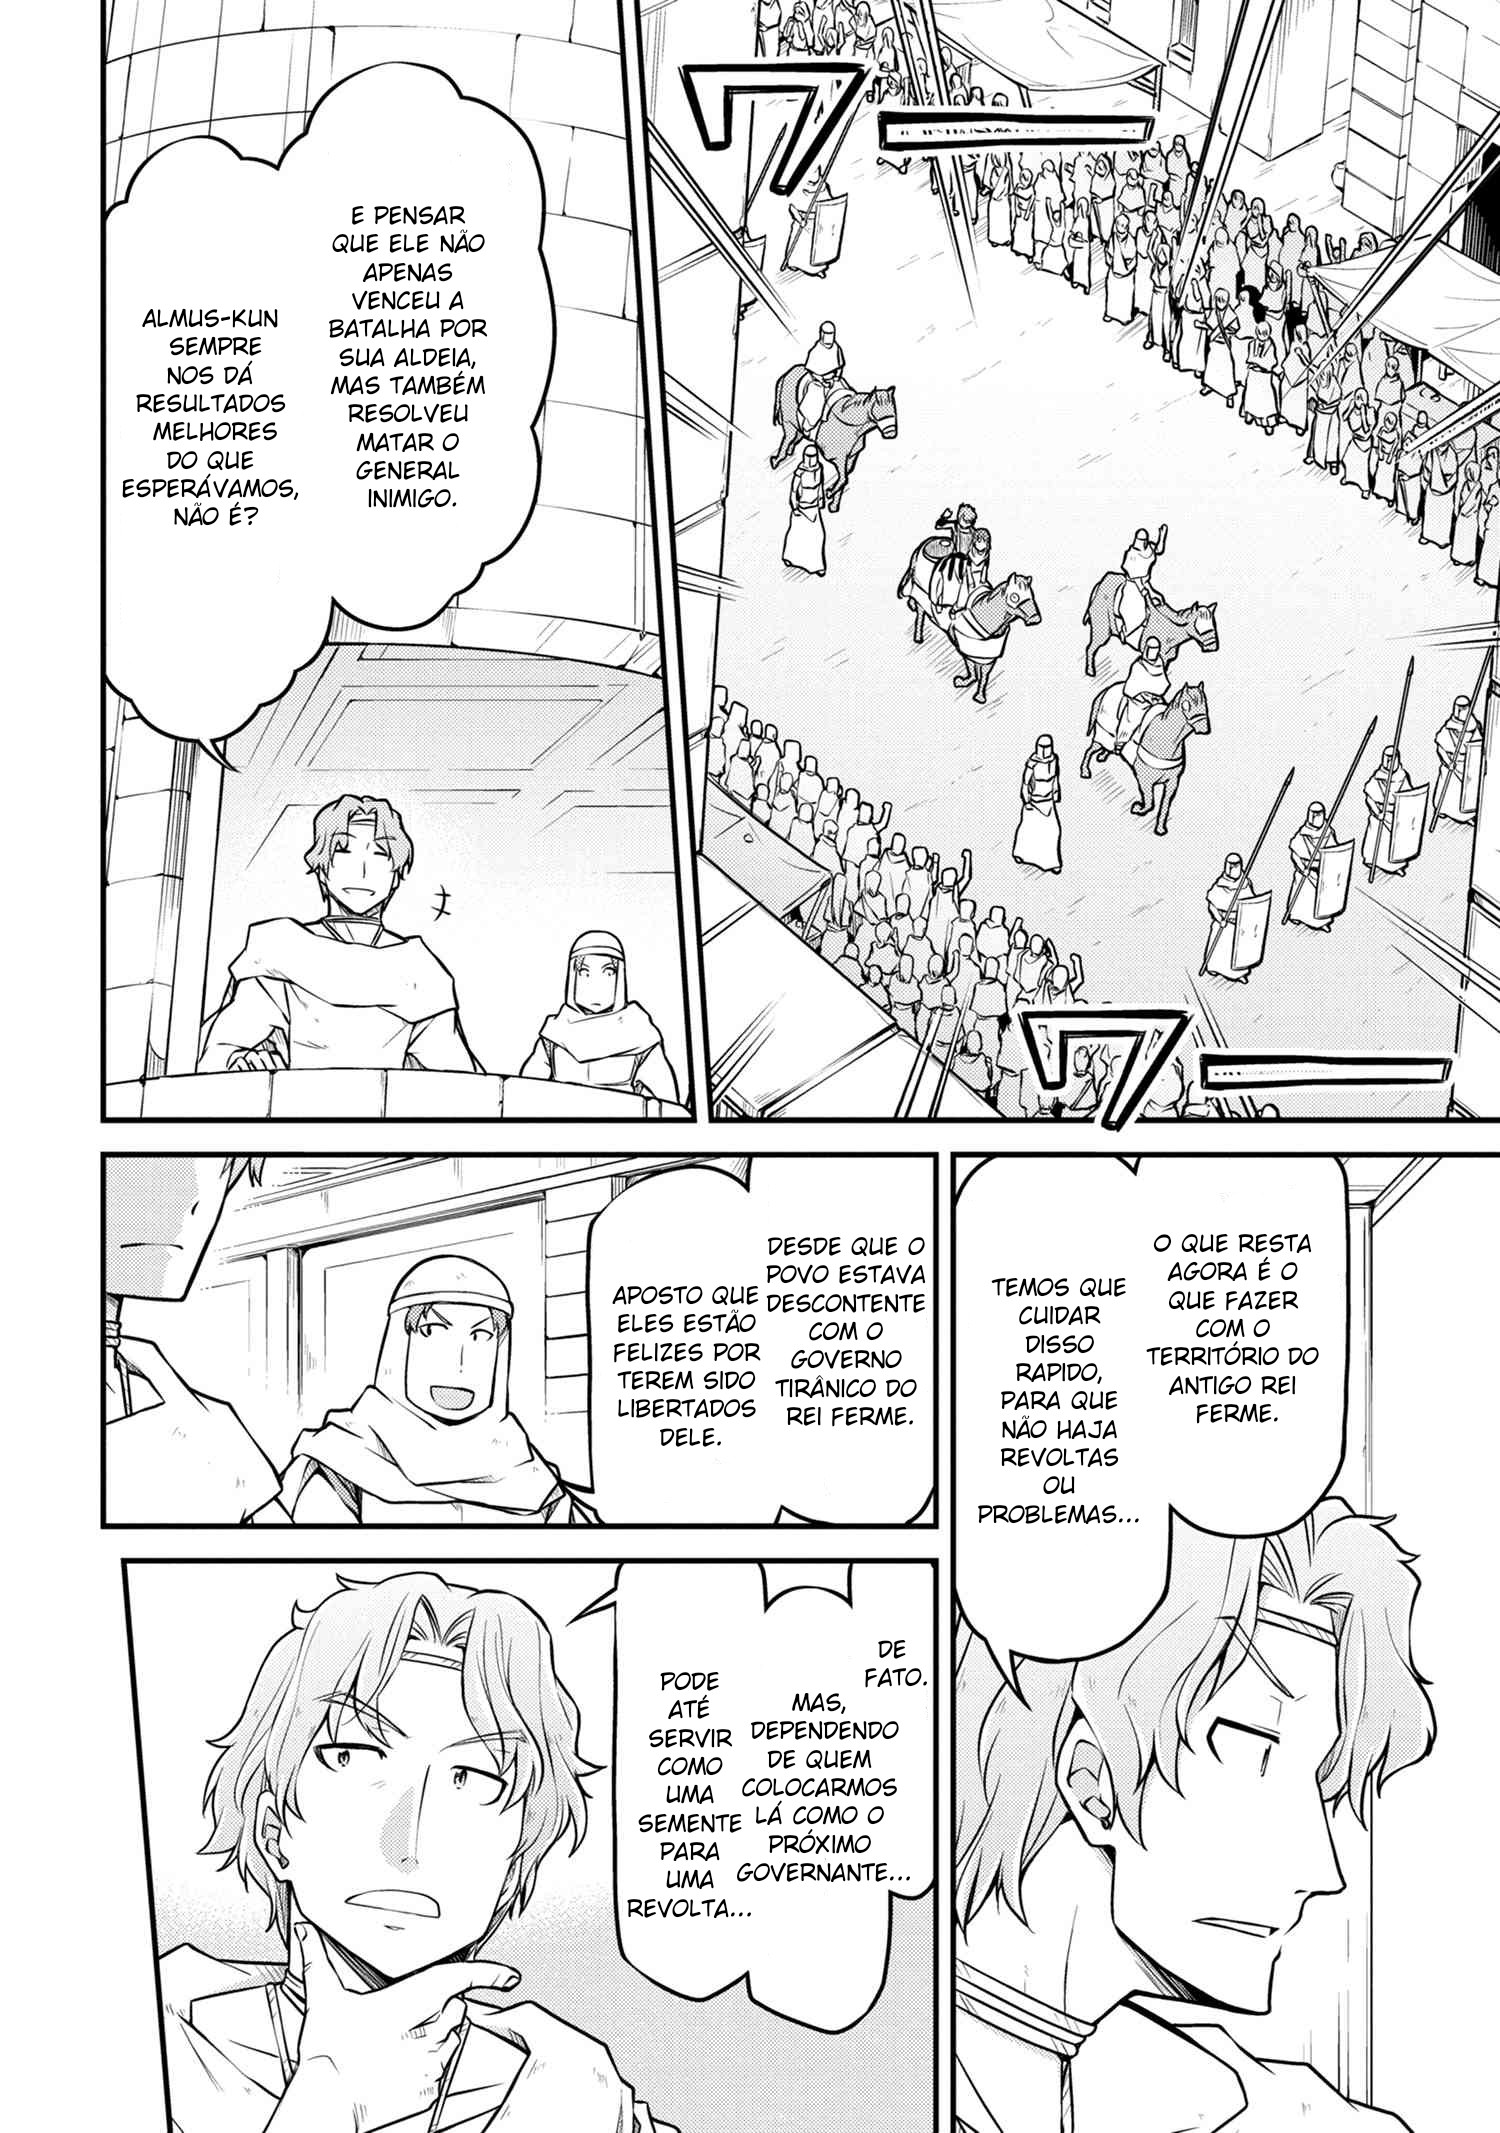 ワー
ワー
E PENSAR
QUE ELE NÃO
APENAS
VENCEU A
BATALHA POR
SUA ALDEIA,
MAS TAMBÉM
RESOLVEU
MATAR O
GENERAL
INIMIGO.
ALMUS-KUN
SEMPRE
NOS DÁ
RESULTADOS
MELHORES
DO QUE
ESPERÁVAMOS,
NÃO É?
O QUE RESTA
AGORA É O
QUE FAZER
COM O
TERRITÓRIO DO
ANTIGO REI
FERME.
TEMOS QUE
CUIDAR
DISSO
RAPIDO,
PARA QUE
NÃO HAJA
REVOLTAS
OU
PROBLEMAS...
DESDE QUE O
POVO ESTAVA
DESCONTENTE
COM O
GOVERNO
TIRÂNICO DO
REI FERME.
APOSTO QUE
ELES ESTÃO
FELIZES POR
TEREM SIDO
LIBERTADOS
DELE.
DE
FATO.
MAS,
DEPENDENDO
DE QUEM
COLOCARMOS
LÁ COMO O
PRÓXIMO
GOVERNANTE...
PODE
ATÉ
SERVIR
COMO
UMA
SEMENTE
PARA
UMA
REVOLTA...